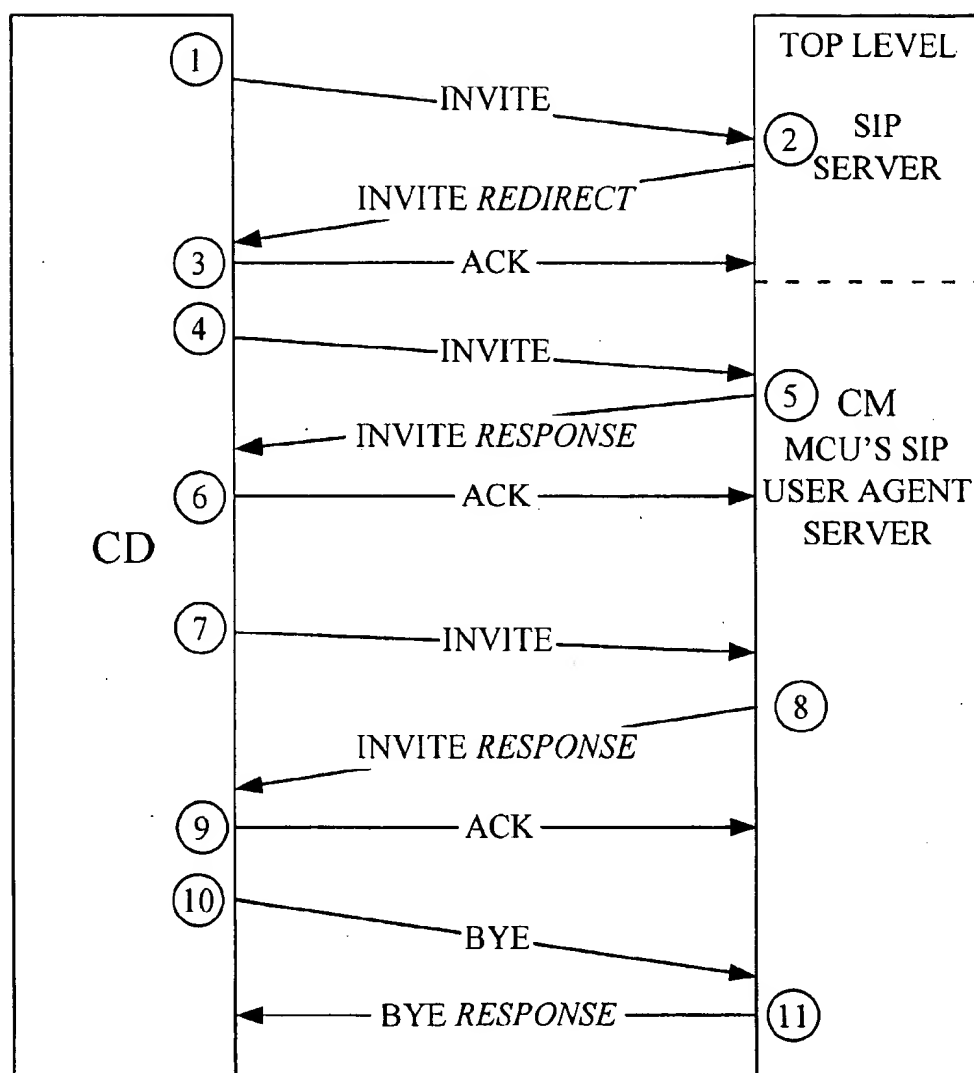 TOP LEVEL
1
INVITE
2
SIP
SERVER
INVITE REDIRECT
3
ACK
4
INVITE
5
CM
INVITE RESPONSE
MCU'S SIP
6
ACK
USER AGENT
SERVER
CD
7
INVITE
8
INVITE RESPONSE
9
ACK
10
BYE
BYE RESPONSE
11